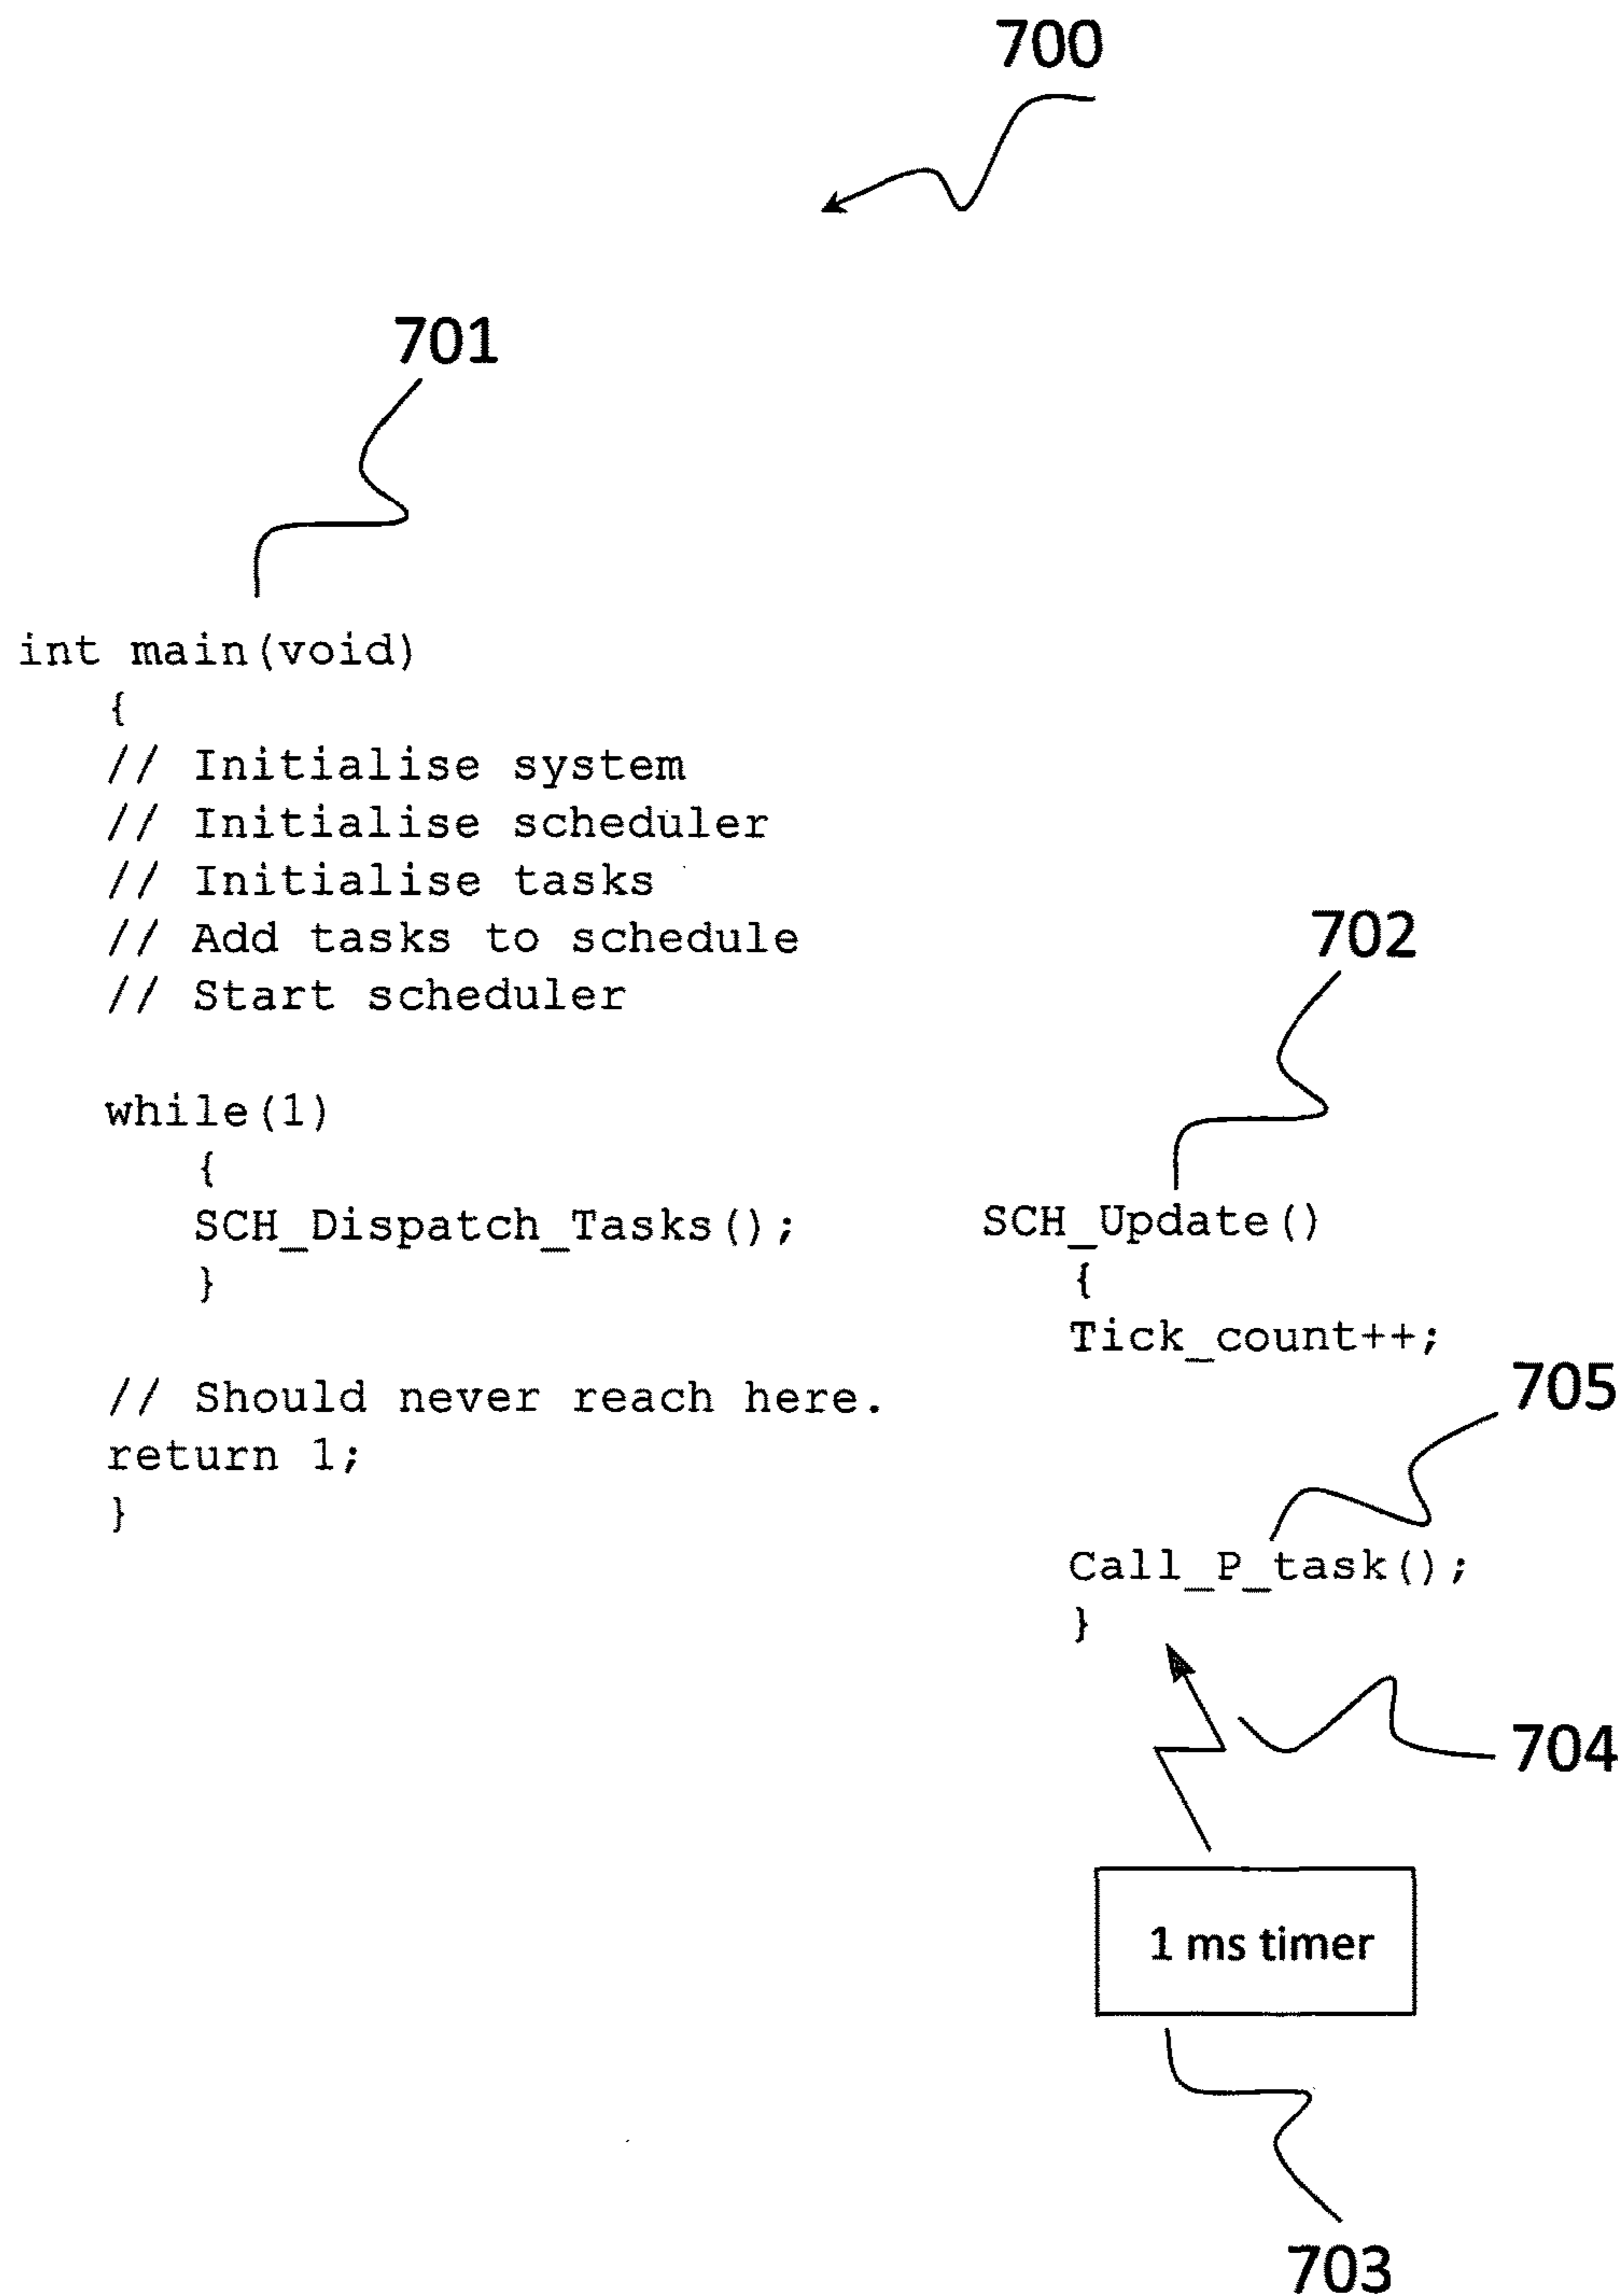 700
701
int main(void)
{
// Initialise system
// Initialise scheduler
// Initialise tasks
// Add tasks to schedule
// Start scheduler
while(1)
{
SCH_Dispatch_Tasks();
}
// Should never reach here.
return 1;
}
702
SCH_Update()
{
Tick_count++;
705
Call_P_task();
}
704
1 ms timer
703